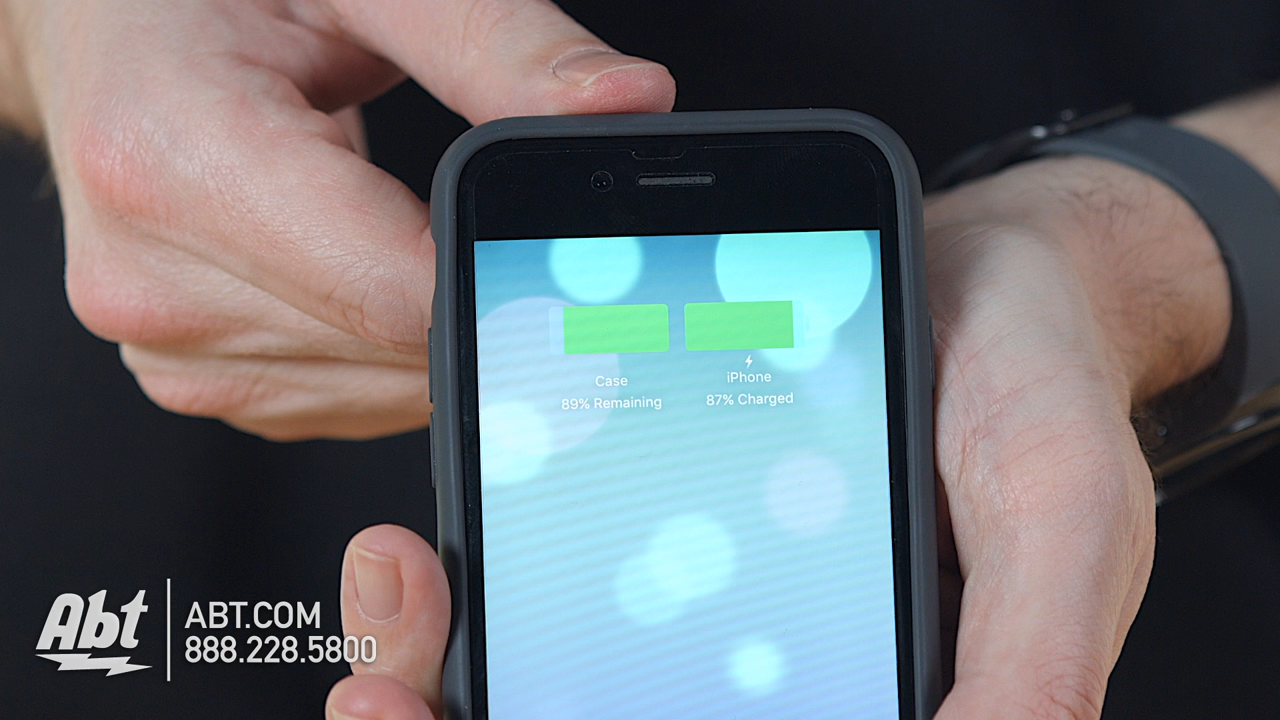 Case
89% Remaining
iPhone
87% Charged
Abt
ABT.COM
888.228.5800